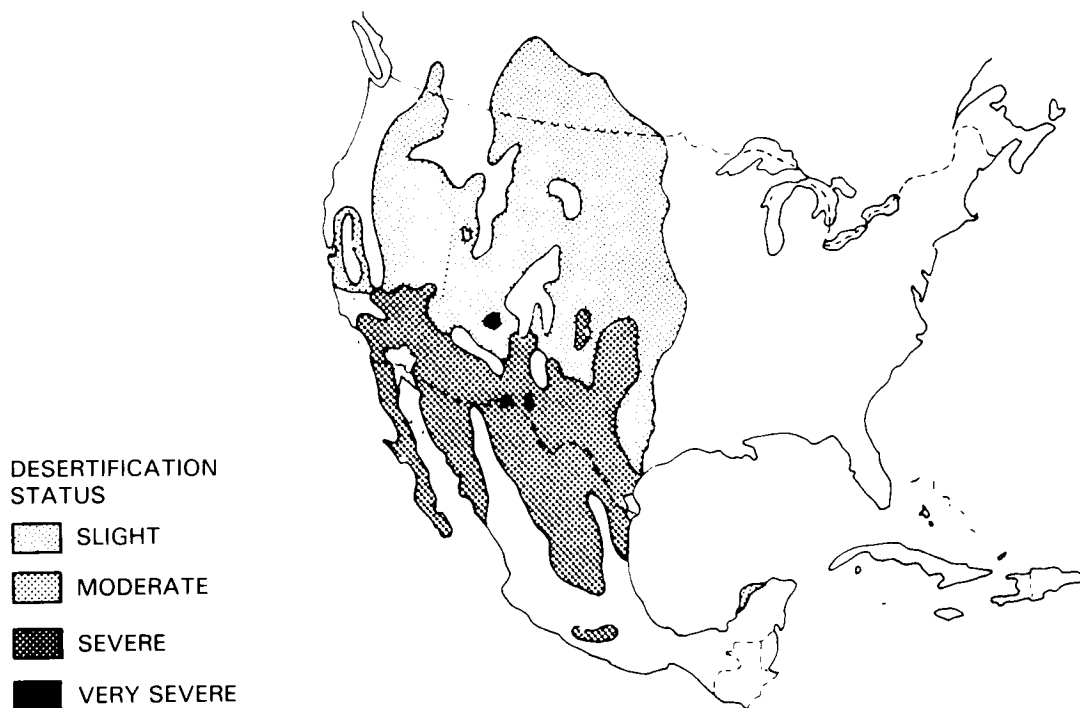 DESERTIFICATION
STATUS
SLIGHT
MODERATE
SEVERE
VERY SEVERE